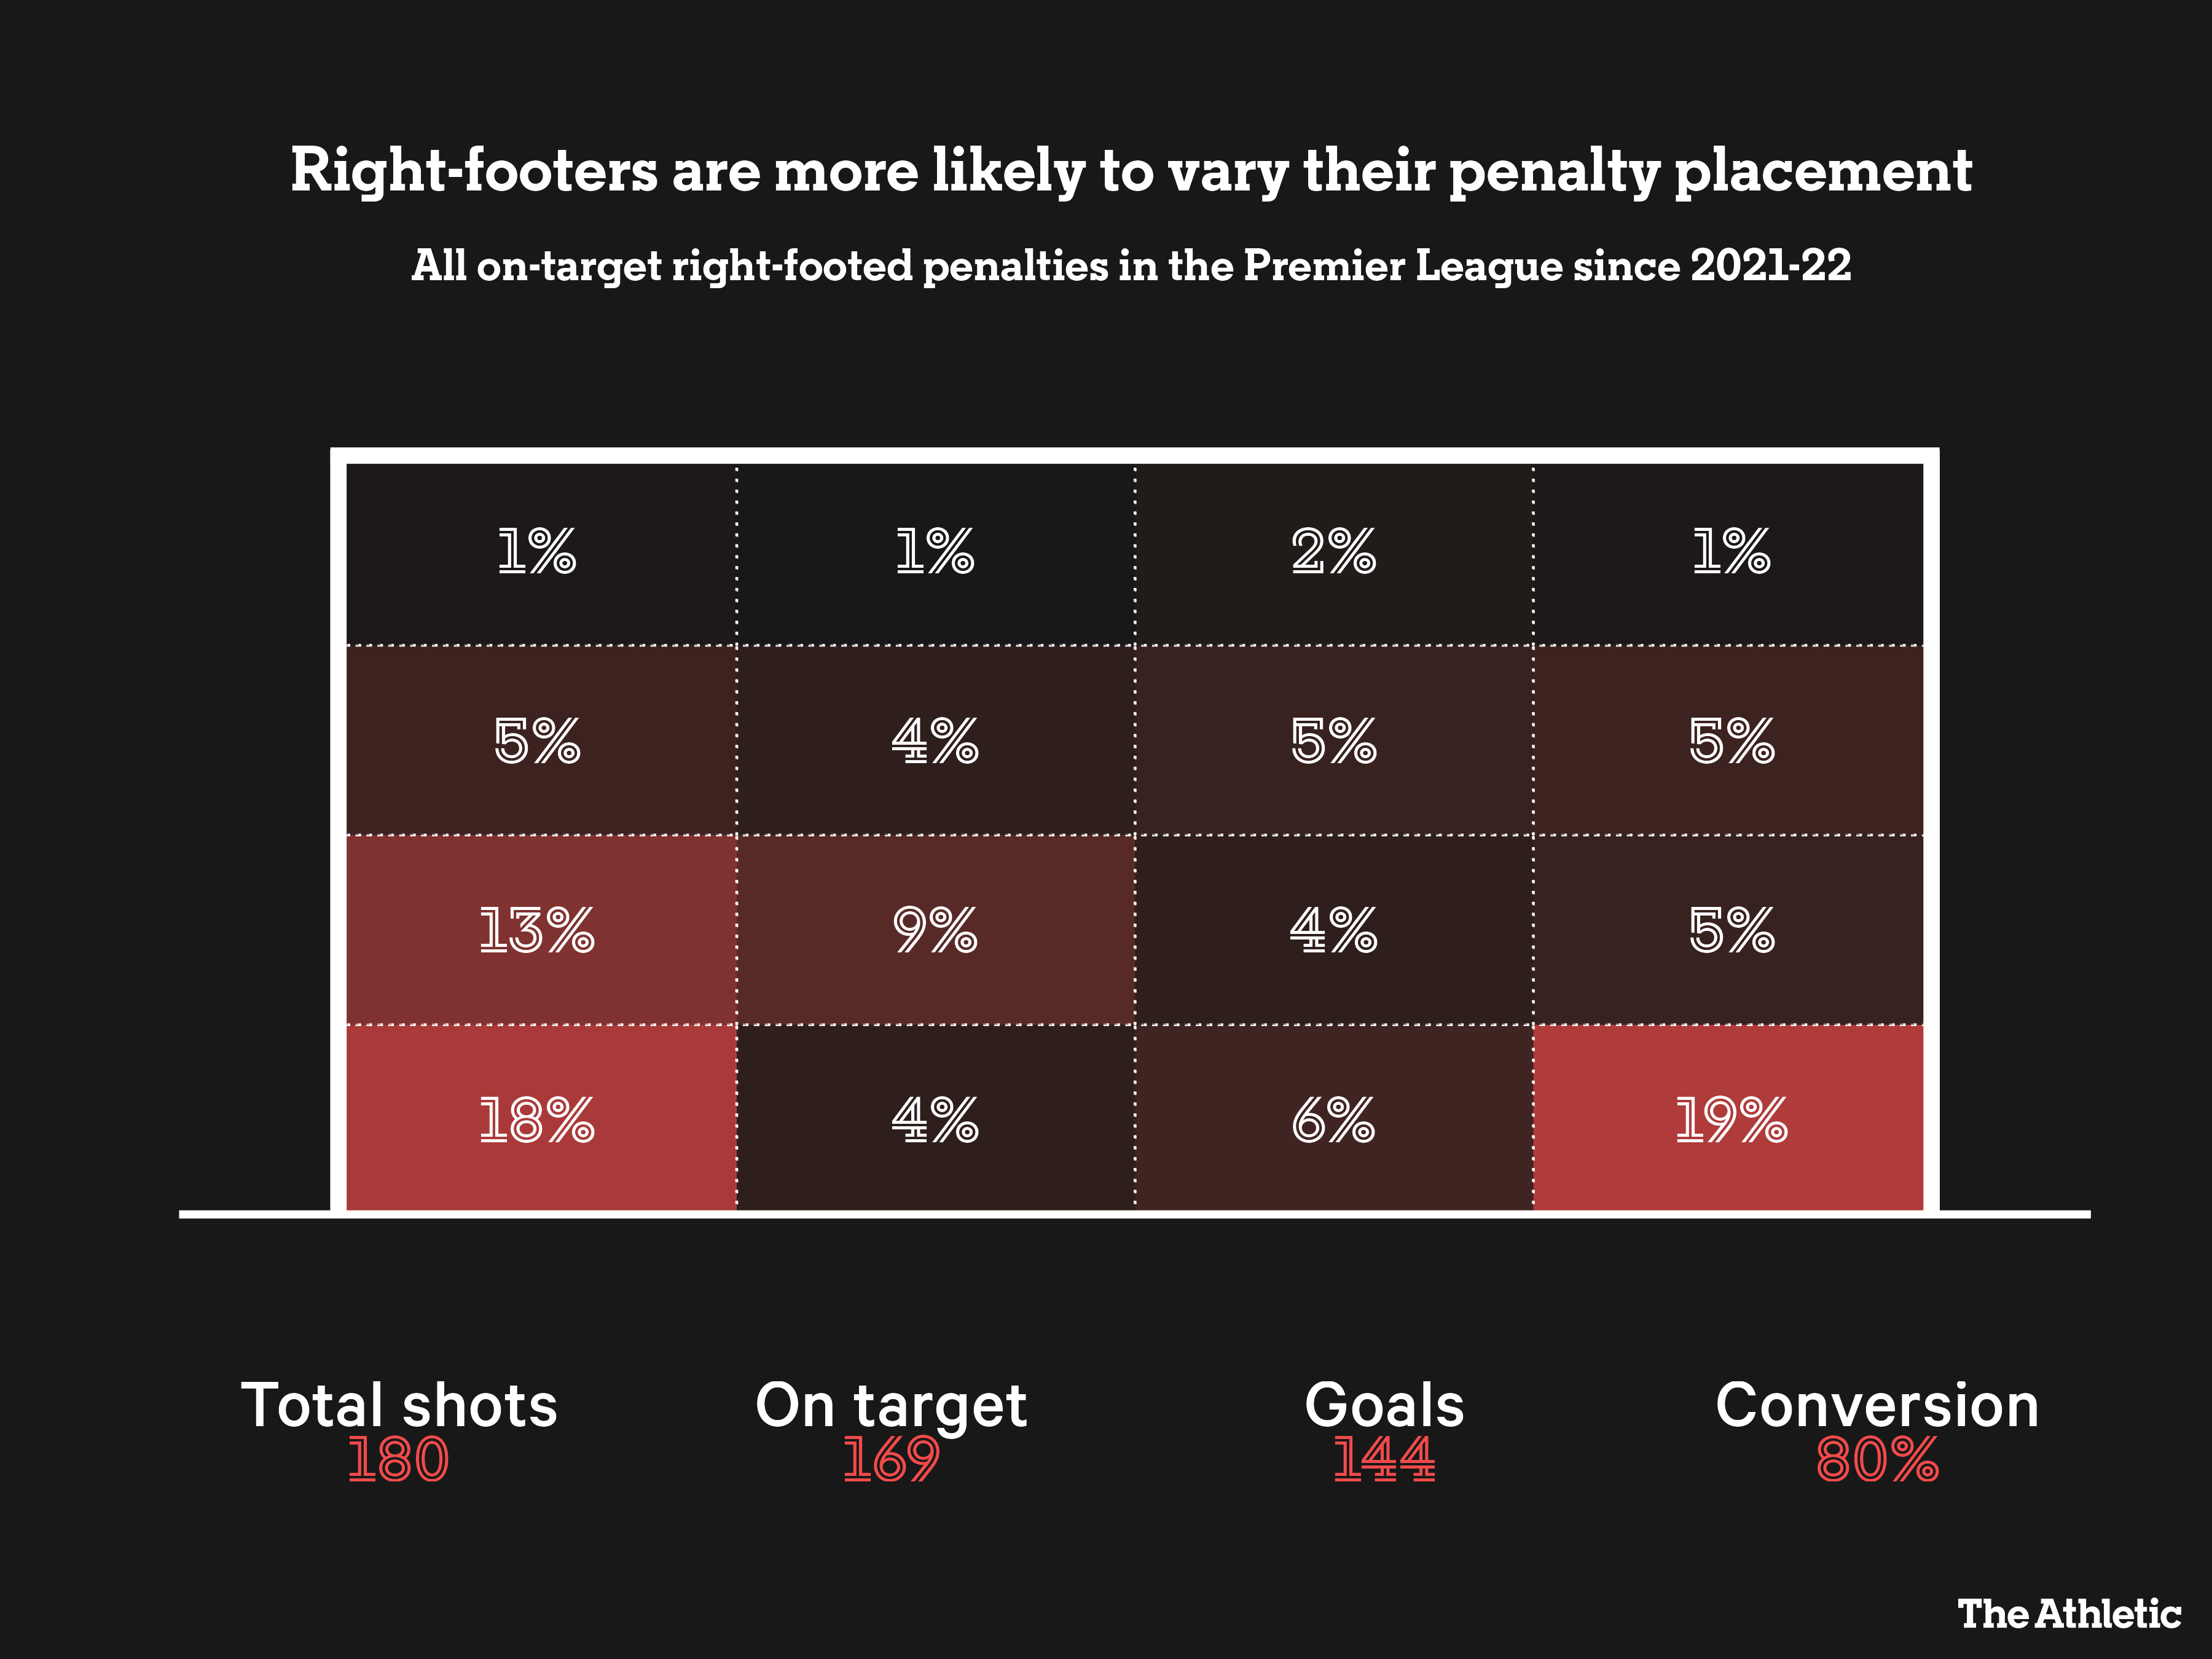 Right-footers are more likely to vary their penalty placement
All on-target right-footed penalties in the Premier League since 2021-22
1% 1% 2% 1%
5% 4% 5% 5%
13% 9% 4% 5%
18% 4% 6% 19%
Total shots On target Goals Conversion
180 169 144 80%
The Athletic